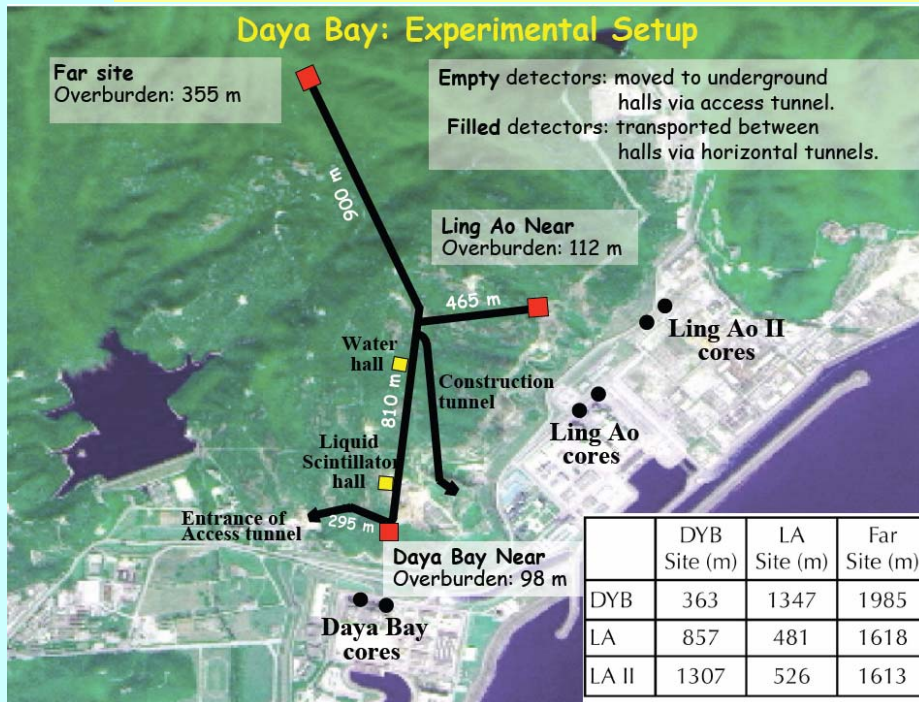 Daya Bay: Experimental Setup
Far site
Overburden: 355 m
Empty detectors: moved to underground
halls via access tunnel.
Filled detectors: transported between
halls via horizontal tunnels.
900 m
Ling Ao Near
Overburden: 112 m
465 m
Ling Ao II
cores
Water
hall
810 m
Construction
tunnel
Ling Ao
cores
Liquid
Scintillator
hall
Entrance of
Access tunnel
295 m
Daya Bay Near
Overburden: 98 m
Daya Bay
cores
DYB LA Far
Site (m) Site (m) Site (m)
DYB 363 1347 1985
LA 857 481 1618
LA II 1307 526 1613